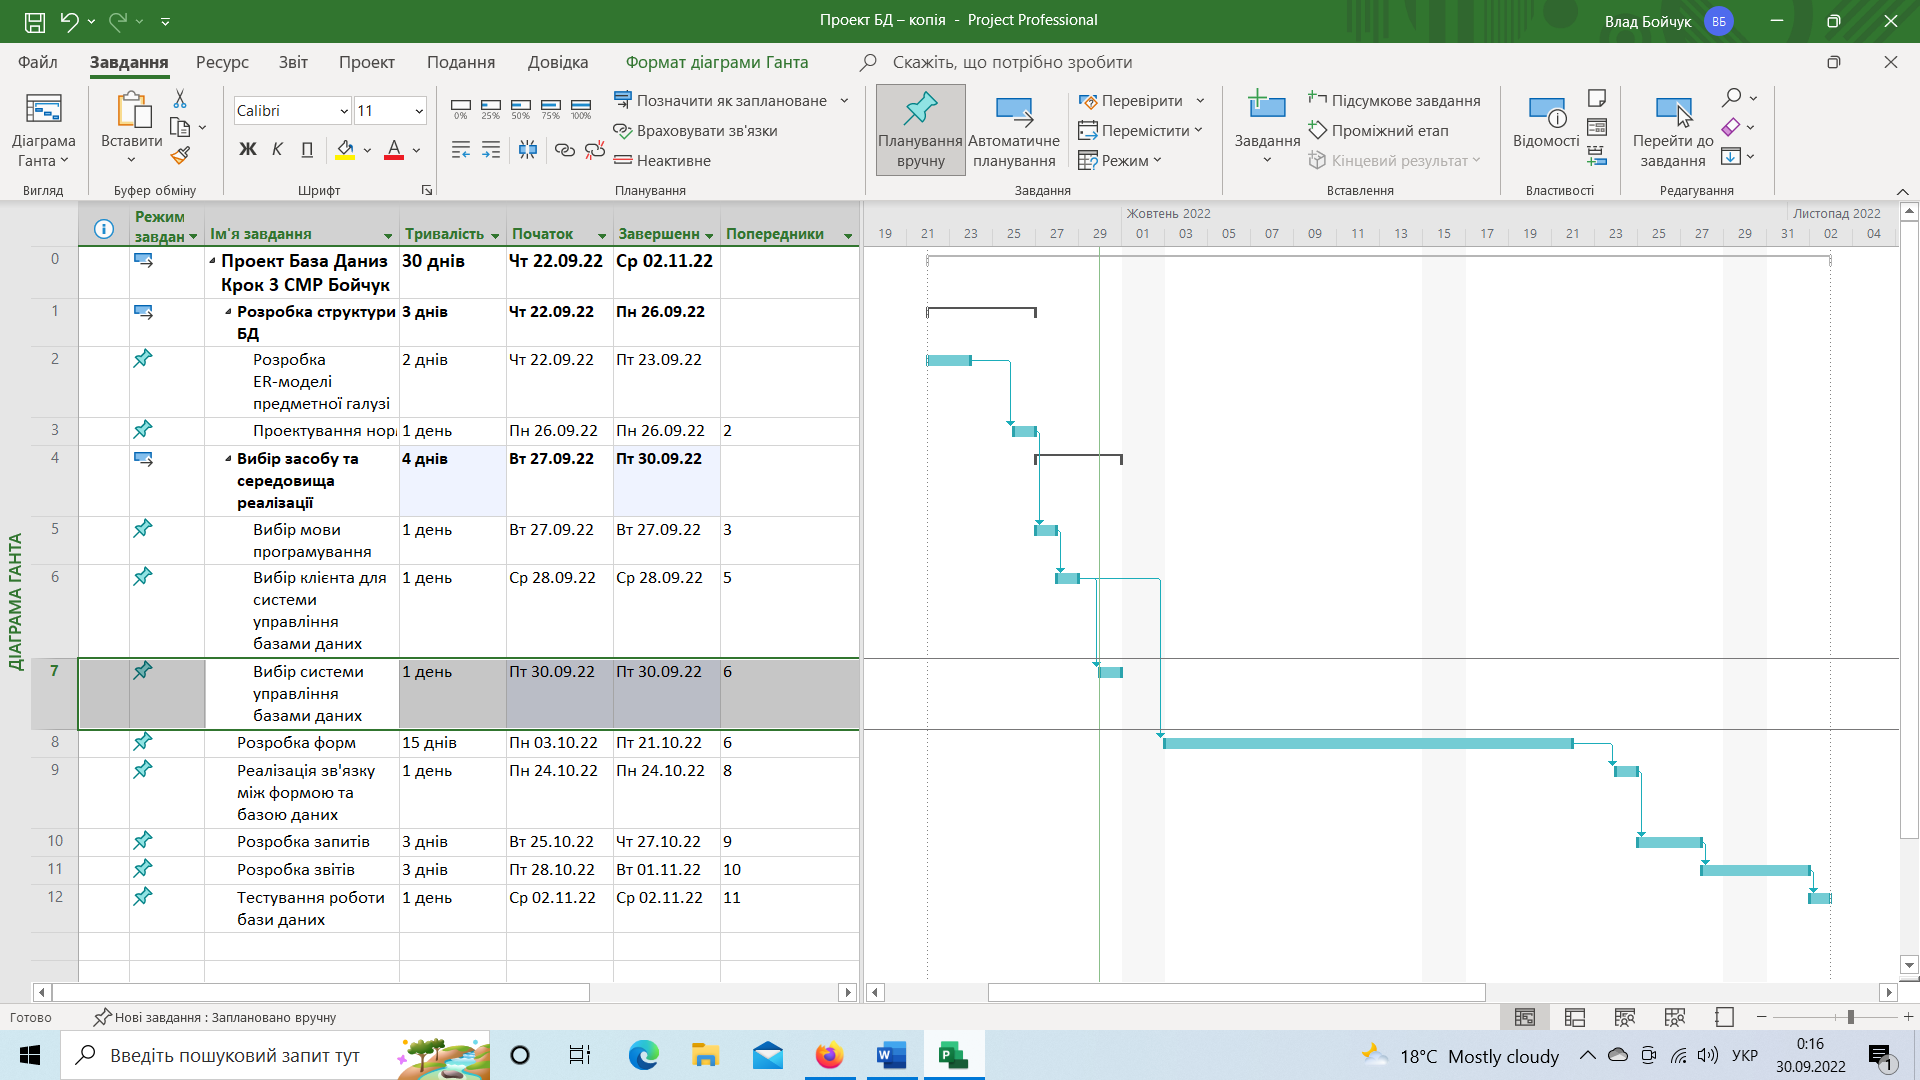 Проект БД – копія - Project Professional
Влад Бойчук
ВБ
Файл
Завдання
Ресурс
Звіт
Проект
Подання
Довідка
Формат діаграми Ганта
Скажіть, що потрібно зробити
Діаграма Ганта
Вставити
Calibri
11
Ж К П
0% 25% 50% 75% 100%
Позначити як заплановане
Враховувати зв'язки
Неактивне
Планування вручну
Автоматичне планування
Перевірити
Перемістити
Режим
Завдання
Підсумкове завдання
Проміжний етап
Кінцевий результат
Відомості
Перейти до завдання
Вигляд
Буфер обміну
Шрифт
Планування
Завдання
Вставлення
Властивості
Редагування
Режим завдан
Ім'я завдання
Тривалість
Початок
Завершенн
Попередники
Жовтень 2022
Листопад 2022
19 21 23 25 27 29 01 03 05 07 09 11 13 15 17 19 21 23 25 27 29 31 02 04
0 Проект База Даниз 30 днів Чт 22.09.22 Ср 02.11.22
Крок 3 СМР Бойчук
1 Розробка структури 3 днів Чт 22.09.22 Пн 26.09.22
БД
2 Розробка 2 днів Чт 22.09.22 Пт 23.09.22
ER-моделі
предметної галузі
3 Проектування нор 1 день Пн 26.09.22 Пн 26.09.22 2
4 Вибір засобу та 4 днів Вт 27.09.22 Пт 30.09.22
середовища
реалізації
5 Вибір мови 1 день Вт 27.09.22 Вт 27.09.22 3
програмування
6 Вибір клієнта для 1 день Ср 28.09.22 Ср 28.09.22 5
системи
управління
базами даних
7 Вибір системи 1 день Пт 30.09.22 Пт 30.09.22 6
управління
базами даних
8 Розробка форм 15 днів Пн 03.10.22 Пт 21.10.22 6
9 Реалізація зв'язку 1 день Пн 24.10.22 Пн 24.10.22 8
між формою та
базою даних
10 Розробка запитів 3 днів Вт 25.10.22 Чт 27.10.22 9
11 Розробка звітів 3 днів Пт 28.10.22 Вт 01.11.22 10
12 Тестування роботи 1 день Ср 02.11.22 Ср 02.11.22 11
бази даних
ДІАГРАМА ГАНТА
Готово
Нові завдання : Заплановано вручну
Введіть пошуковий запит тут
18°C Mostly cloudy
УКР
0:16
30.09.2022
1